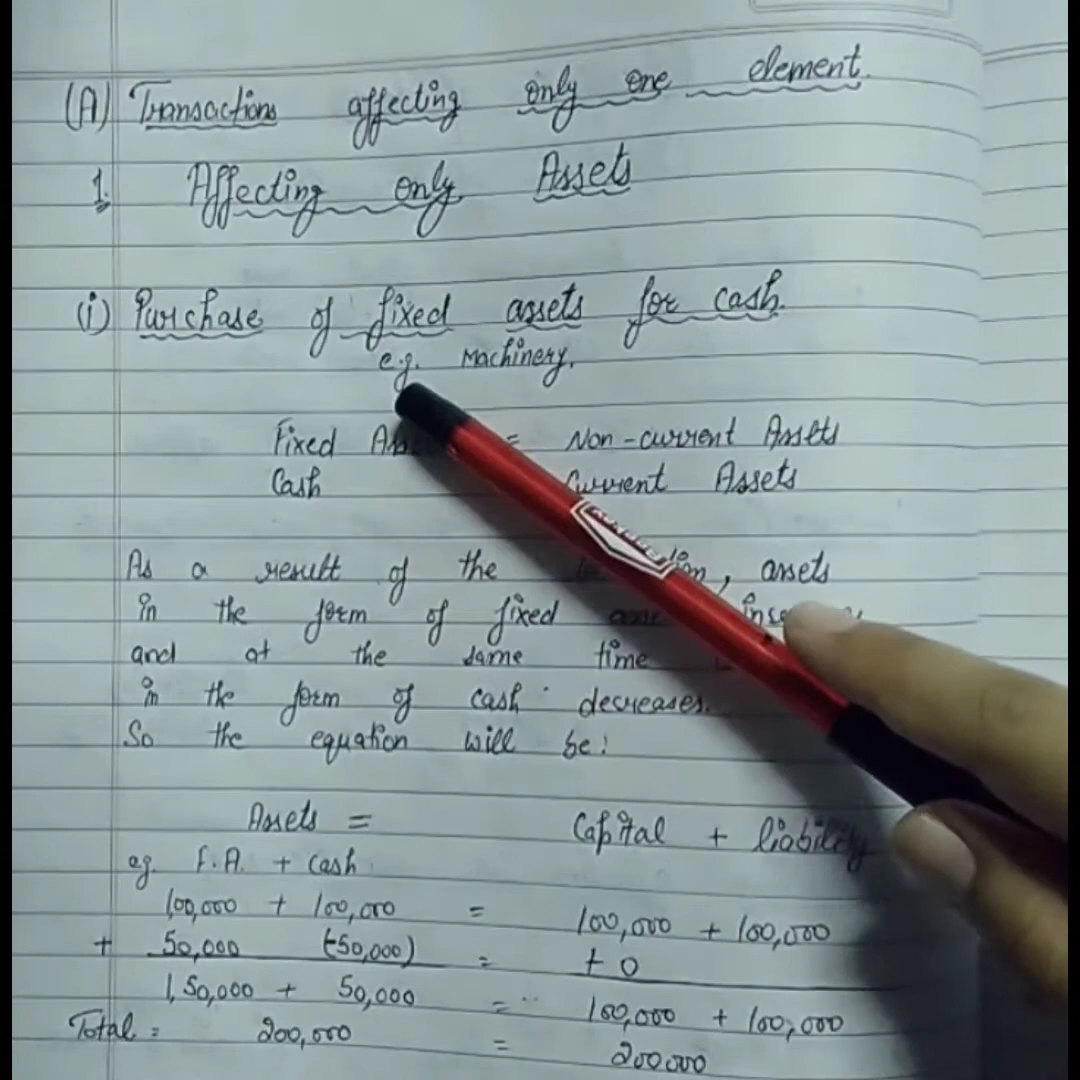 (A) Transactions affecting only one element.
1. Affecting only Assets
(i) Purchase of fixed assets for cash.
e.g. Machinery.
Fixed = Non-current Assets
Cash Current Assets
As a result of the , assets
in the form of fixed
and at the same time
in the form of cash decreases.
So the equation will be:
Assets = Capital + liability
eg. F.A. + cash
100,000 + 100,000 = 100,000 + 100,000
+ 50,000 (-50,000) = + 0
1,50,000 + 50,000 = 100,000 + 100,000
Total = 200,000 = 200000